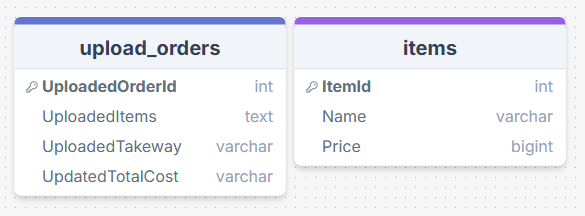 upload_orders
UploadedOrderId int
UploadedItems text
UploadedTakeway varchar
UpdatedTotalCost varchar
items
ItemId int
Name varchar
Price bigint